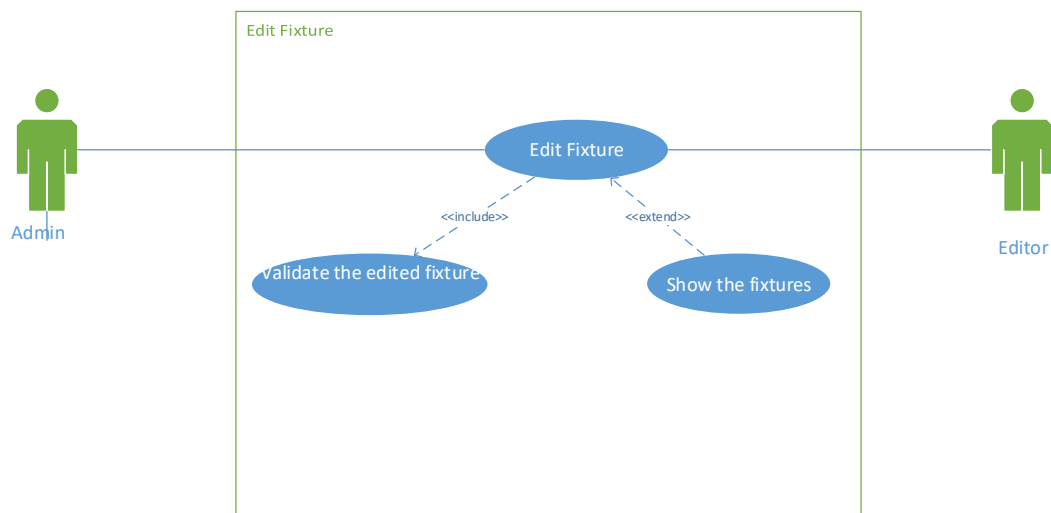 Edit Fixture
Edit Fixture
<<include>>
<<extend>>
Admin
Editor
Validate the edited fixture
Show the fixtures